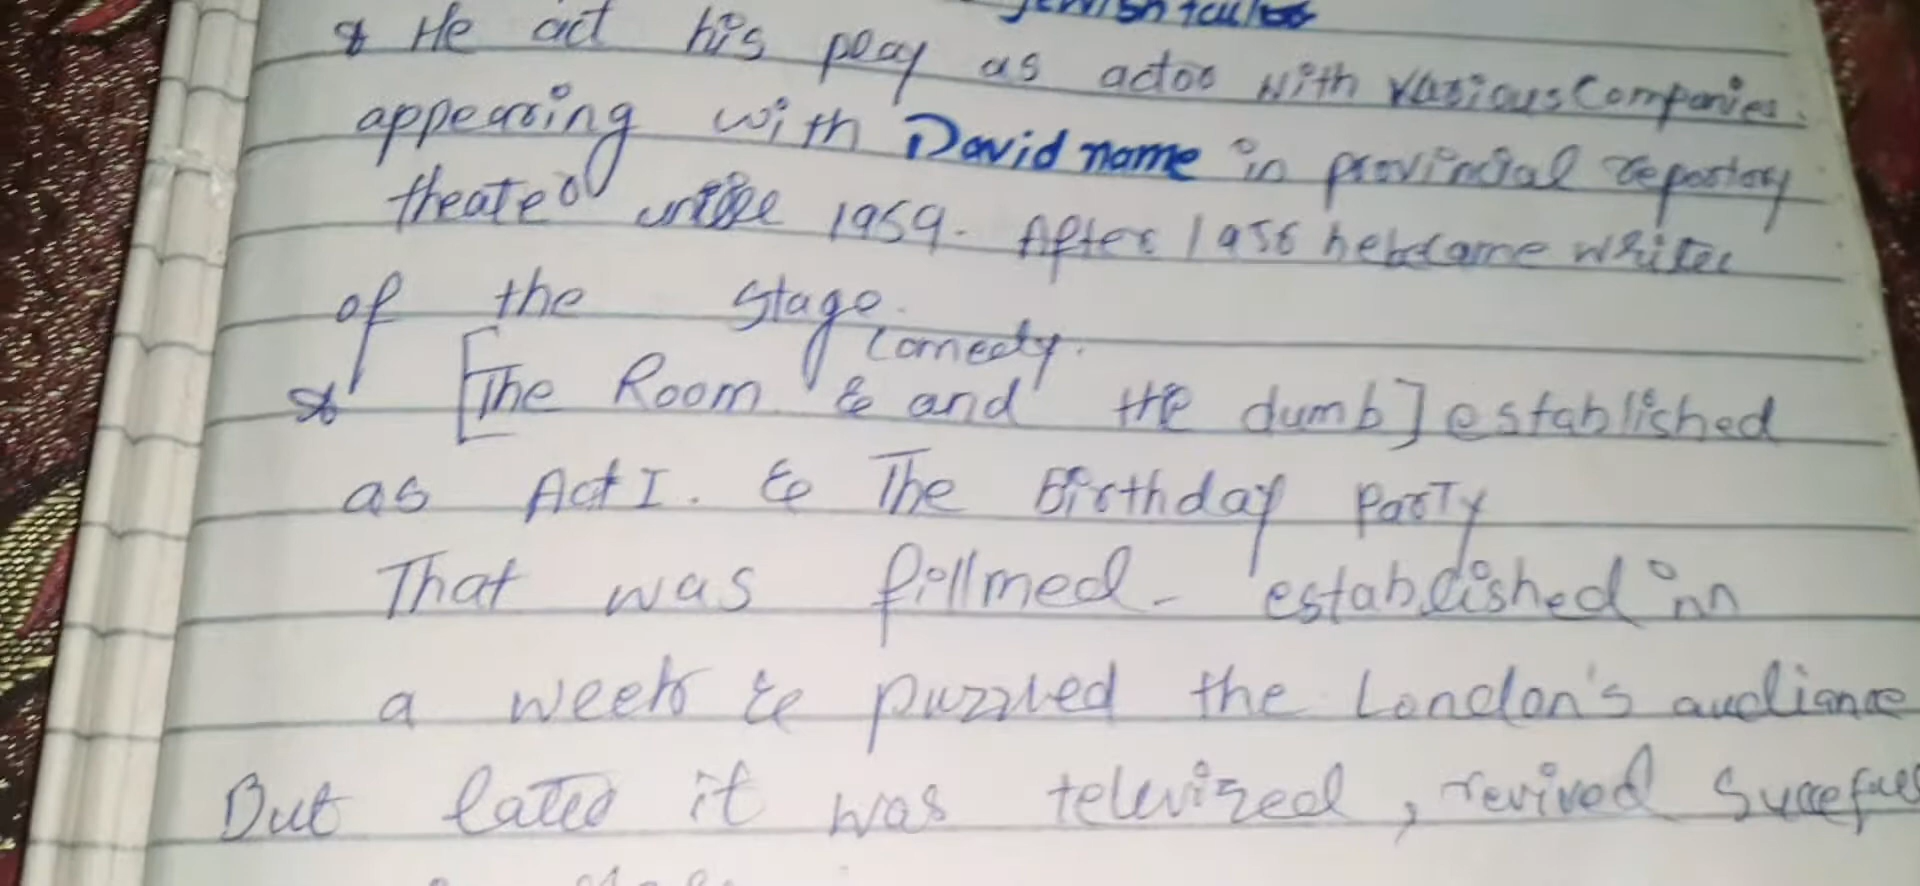 Jewish
* He act his play as actor with various Companies.
appearing with David name in provincial repertory
theater untill 1959. After 1956 he became writer
of the stage.
comedy.
* [The Room & and the dumb] established
as Act I. & The Birthday Party
That was fillmed - established in
a week & puzzled the London's audiance
But later it was televized, revived